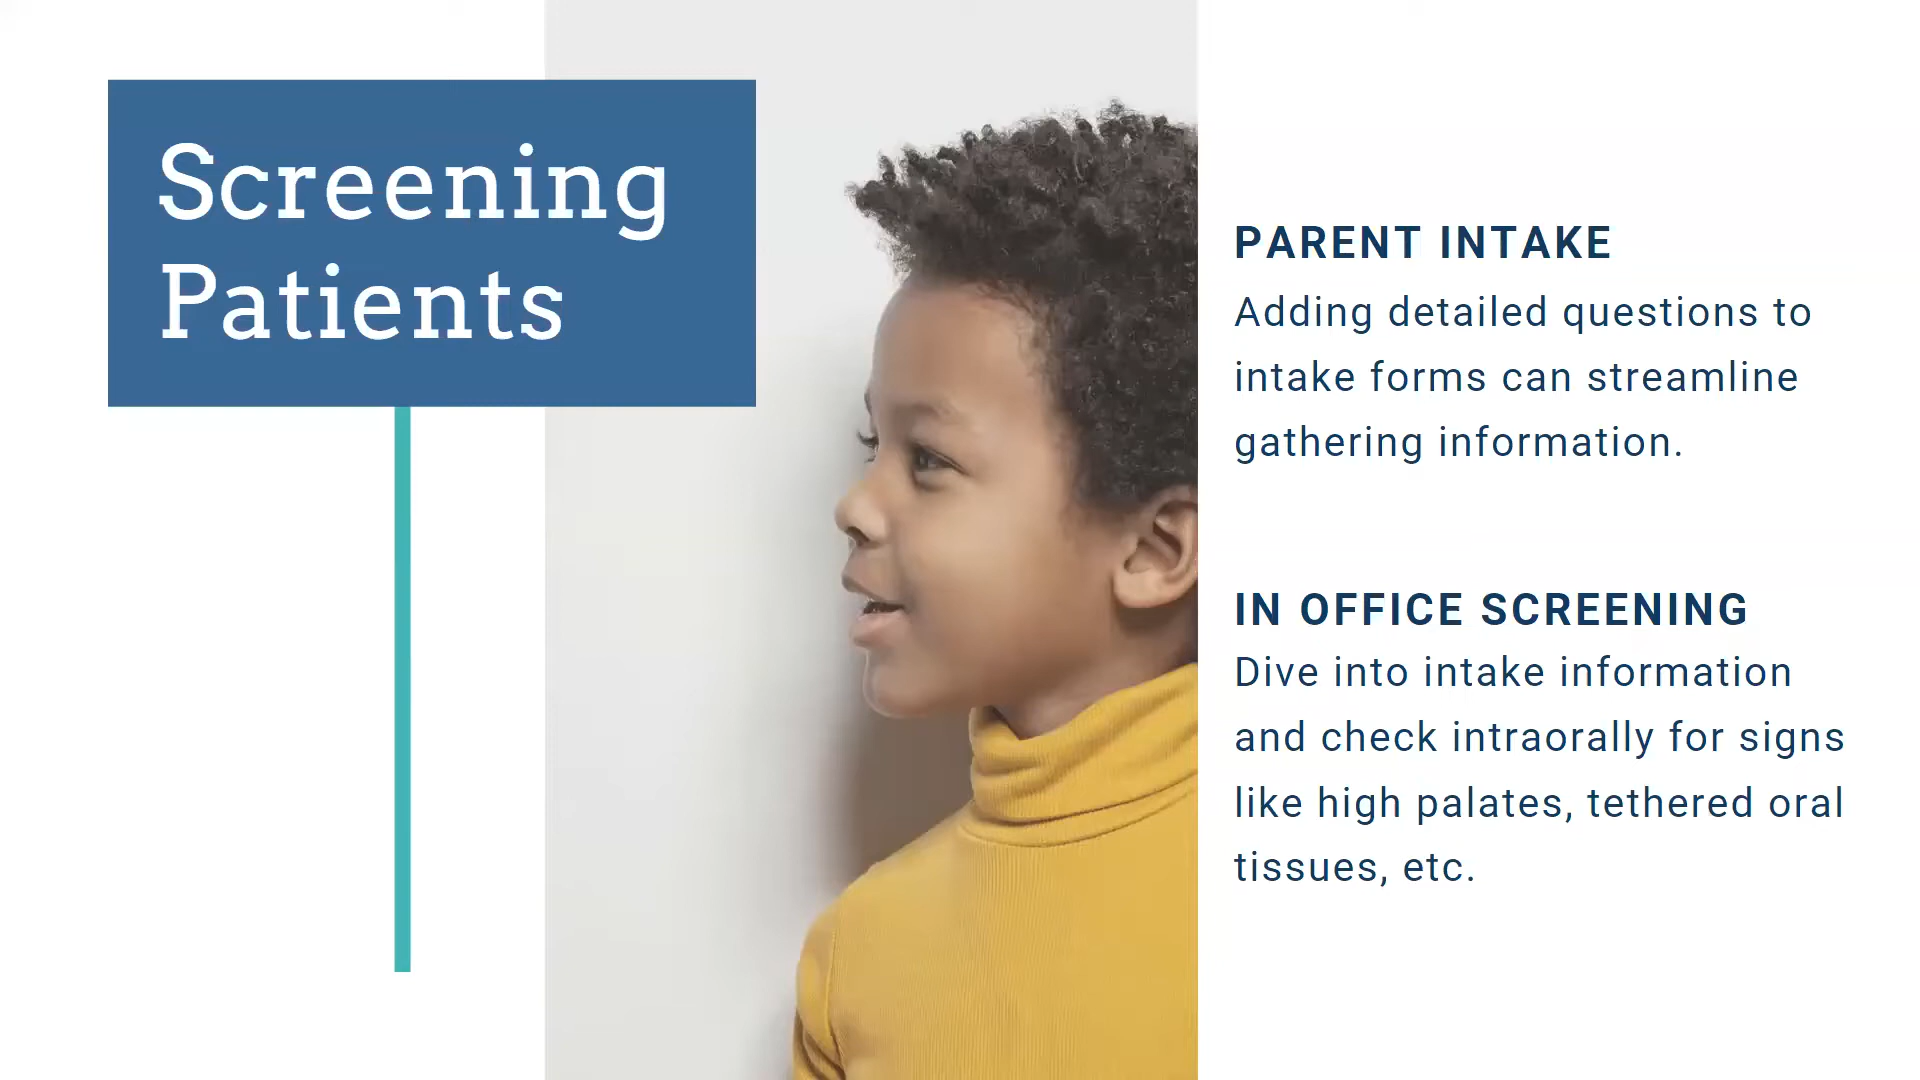 Screening
Patients
PARENT INTAKE
Adding detailed questions to
intake forms can streamline
gathering information.
IN OFFICE SCREENING
Dive into intake information
and check intraorally for signs
like high palates, tethered oral
tissues, etc.